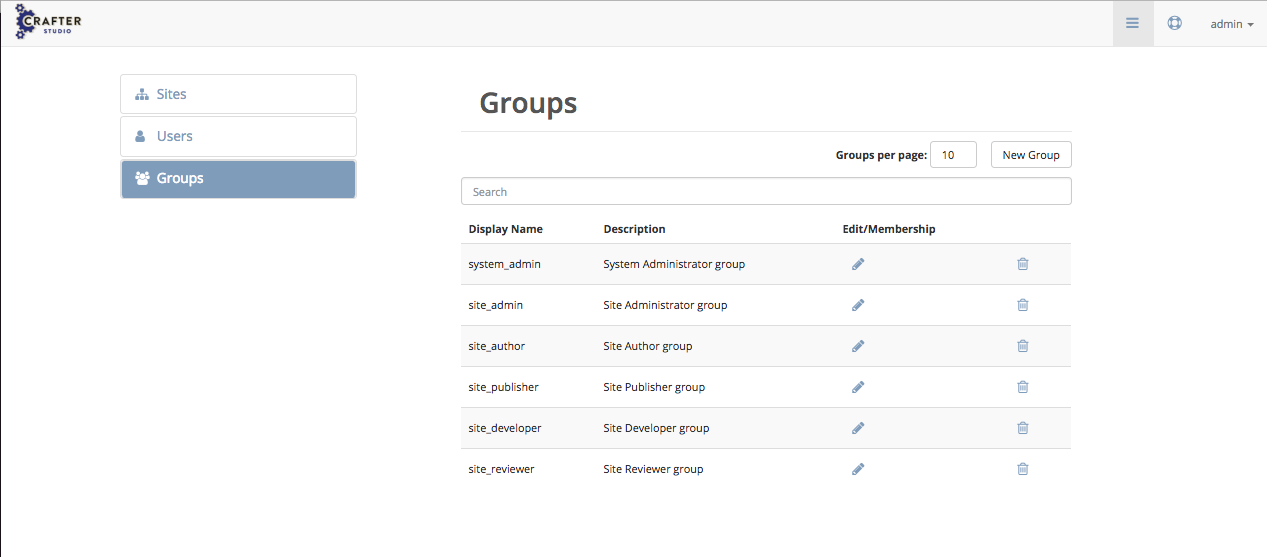 CRAFTER
STUDIO
admin
Sites
Users
Groups
Groups
Groups per page: 10 New Group
Search
Display Name Description Edit/Membership
system_admin System Administrator group
site_admin Site Administrator group
site_author Site Author group
site_publisher Site Publisher group
site_developer Site Developer group
site_reviewer Site Reviewer group